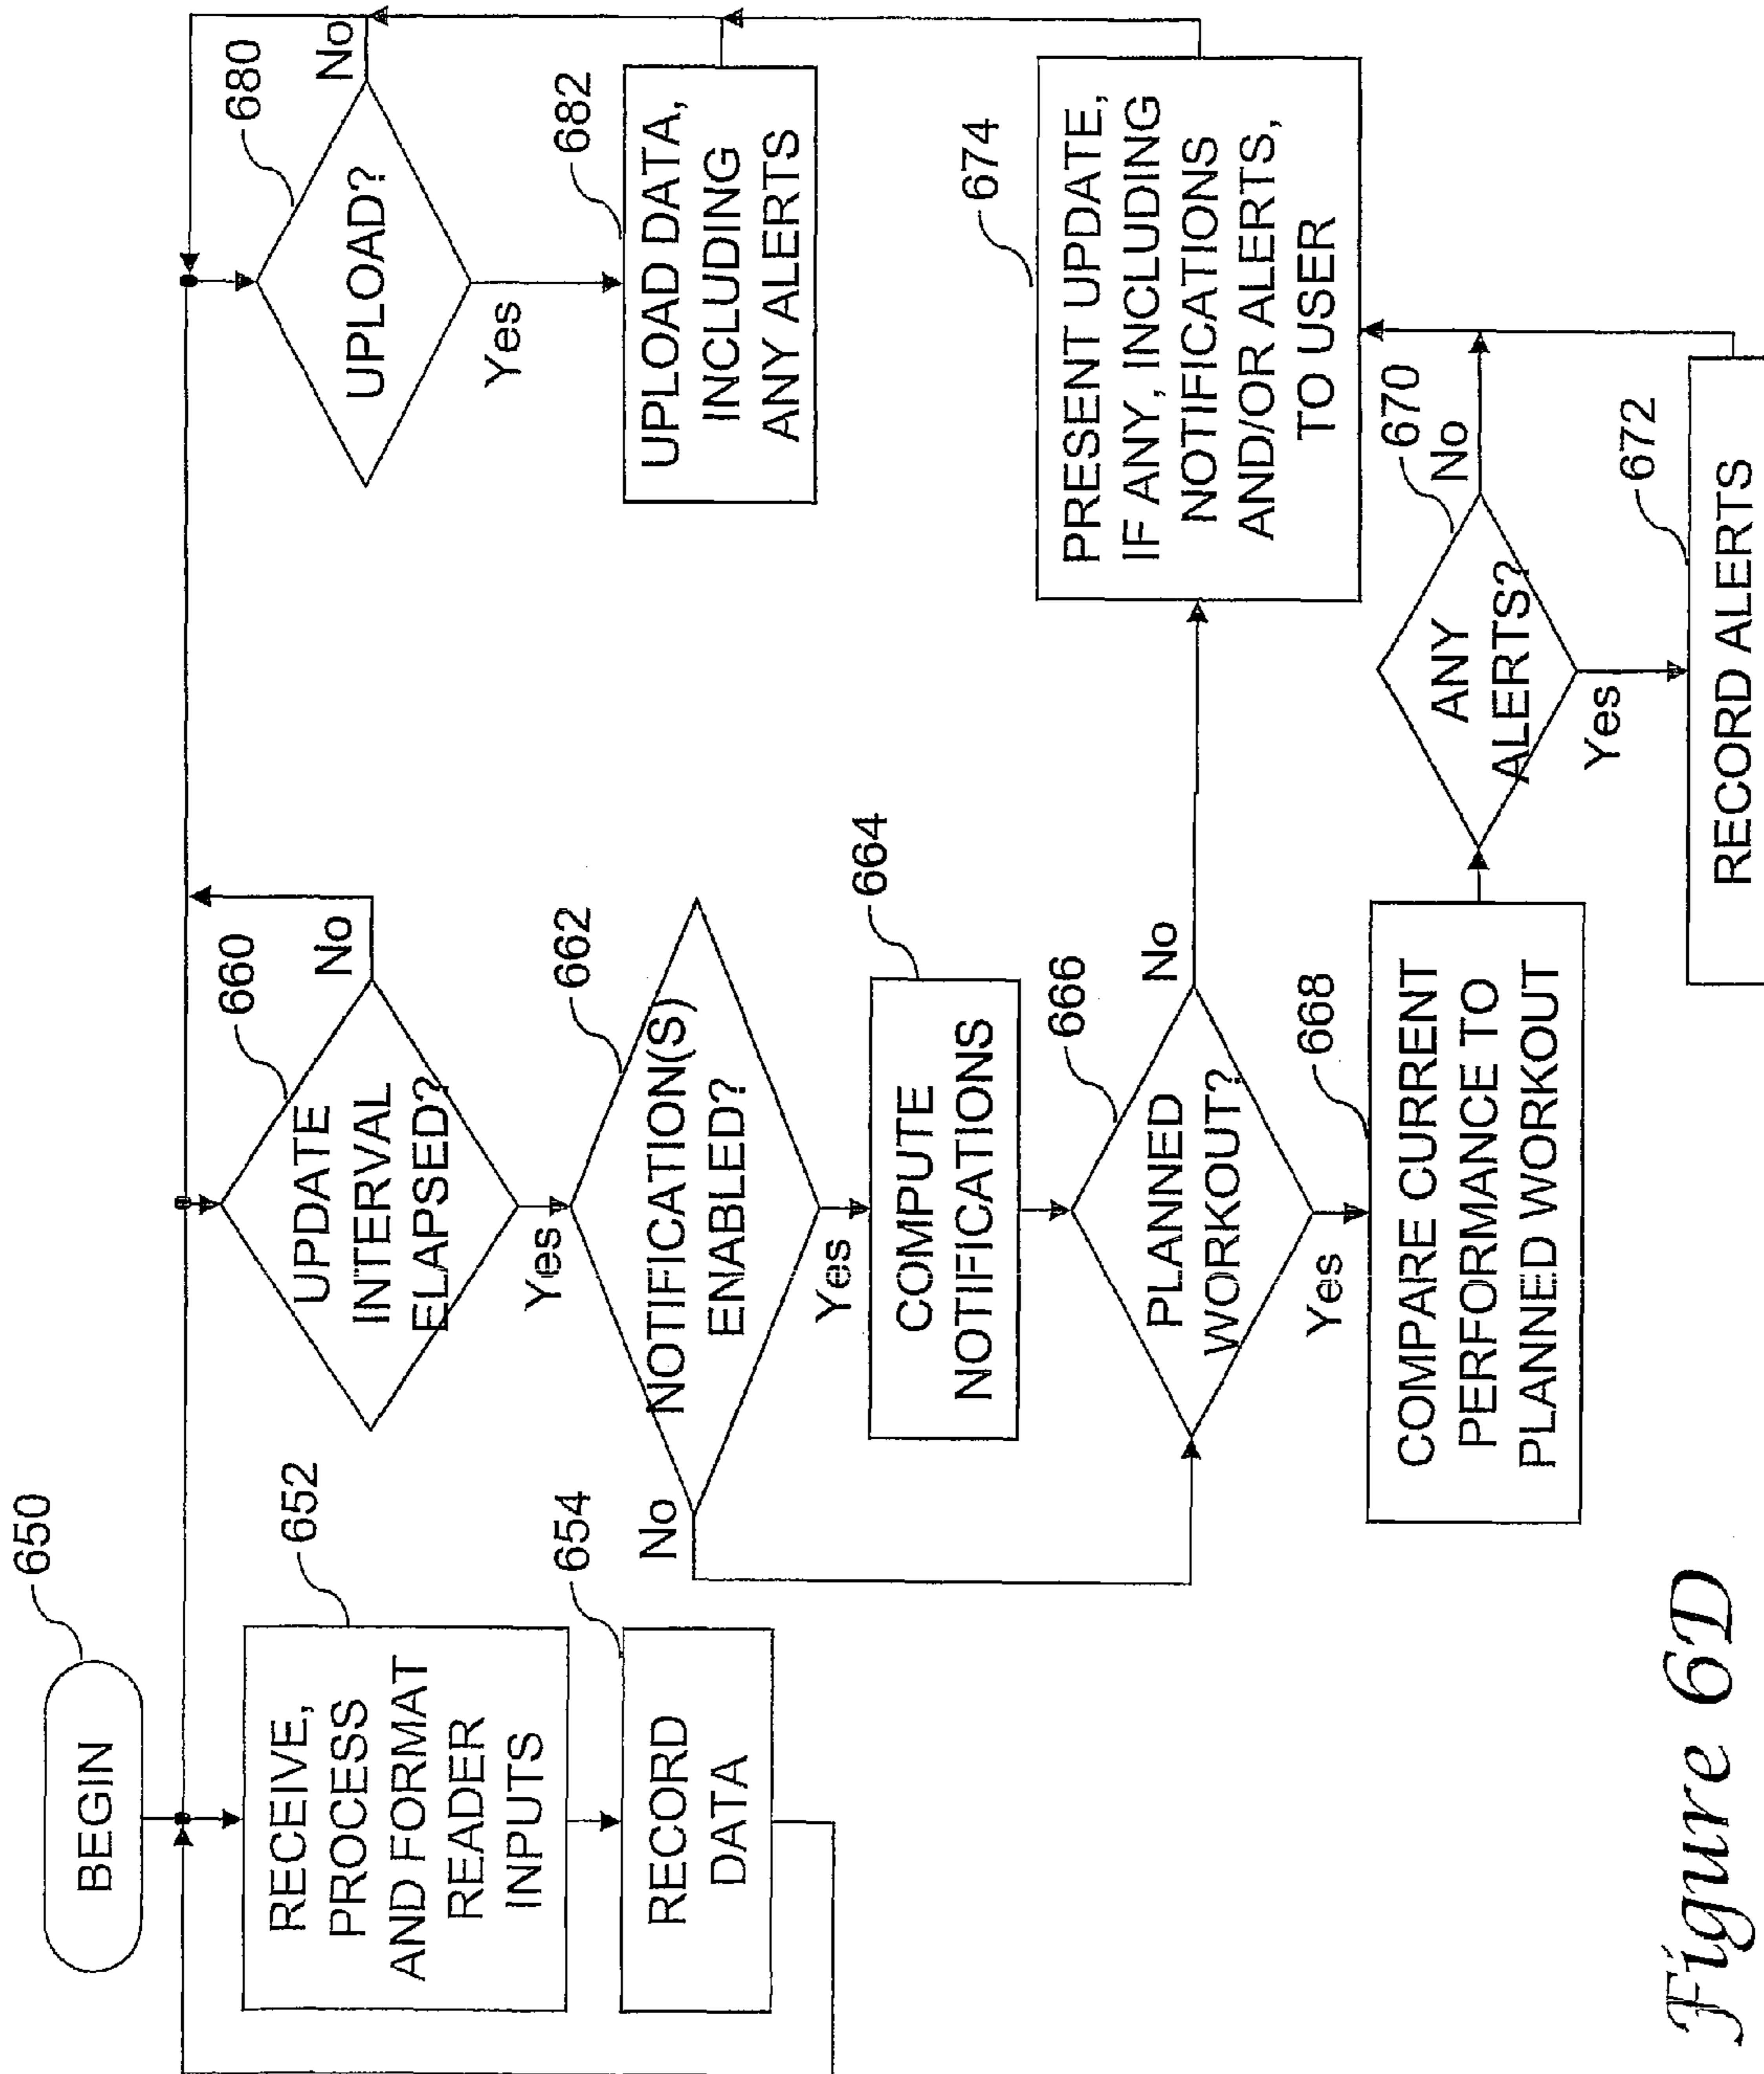 650
BEGIN
652
RECEIVE,
PROCESS
AND FORMAT
READER
INPUTS
654
RECORD
DATA
660
UPDATE
INTERVAL
ELAPSED?
No
Yes
662
NOTIFICATION(S)
ENABLED?
No
Yes
664
COMPUTE
NOTIFICATIONS
666
PLANNED
WORKOUT?
No
Yes
668
COMPARE CURRENT
PERFORMANCE TO
PLANNED WORKOUT
670
ANY
ALERTS?
No
Yes
672
RECORD ALERTS
674
PRESENT UPDATE,
IF ANY, INCLUDING
NOTIFICATIONS
AND/OR ALERTS,
TO USER
680
UPLOAD?
No
Yes
682
UPLOAD DATA,
INCLUDING
ANY ALERTS
Figure 6D